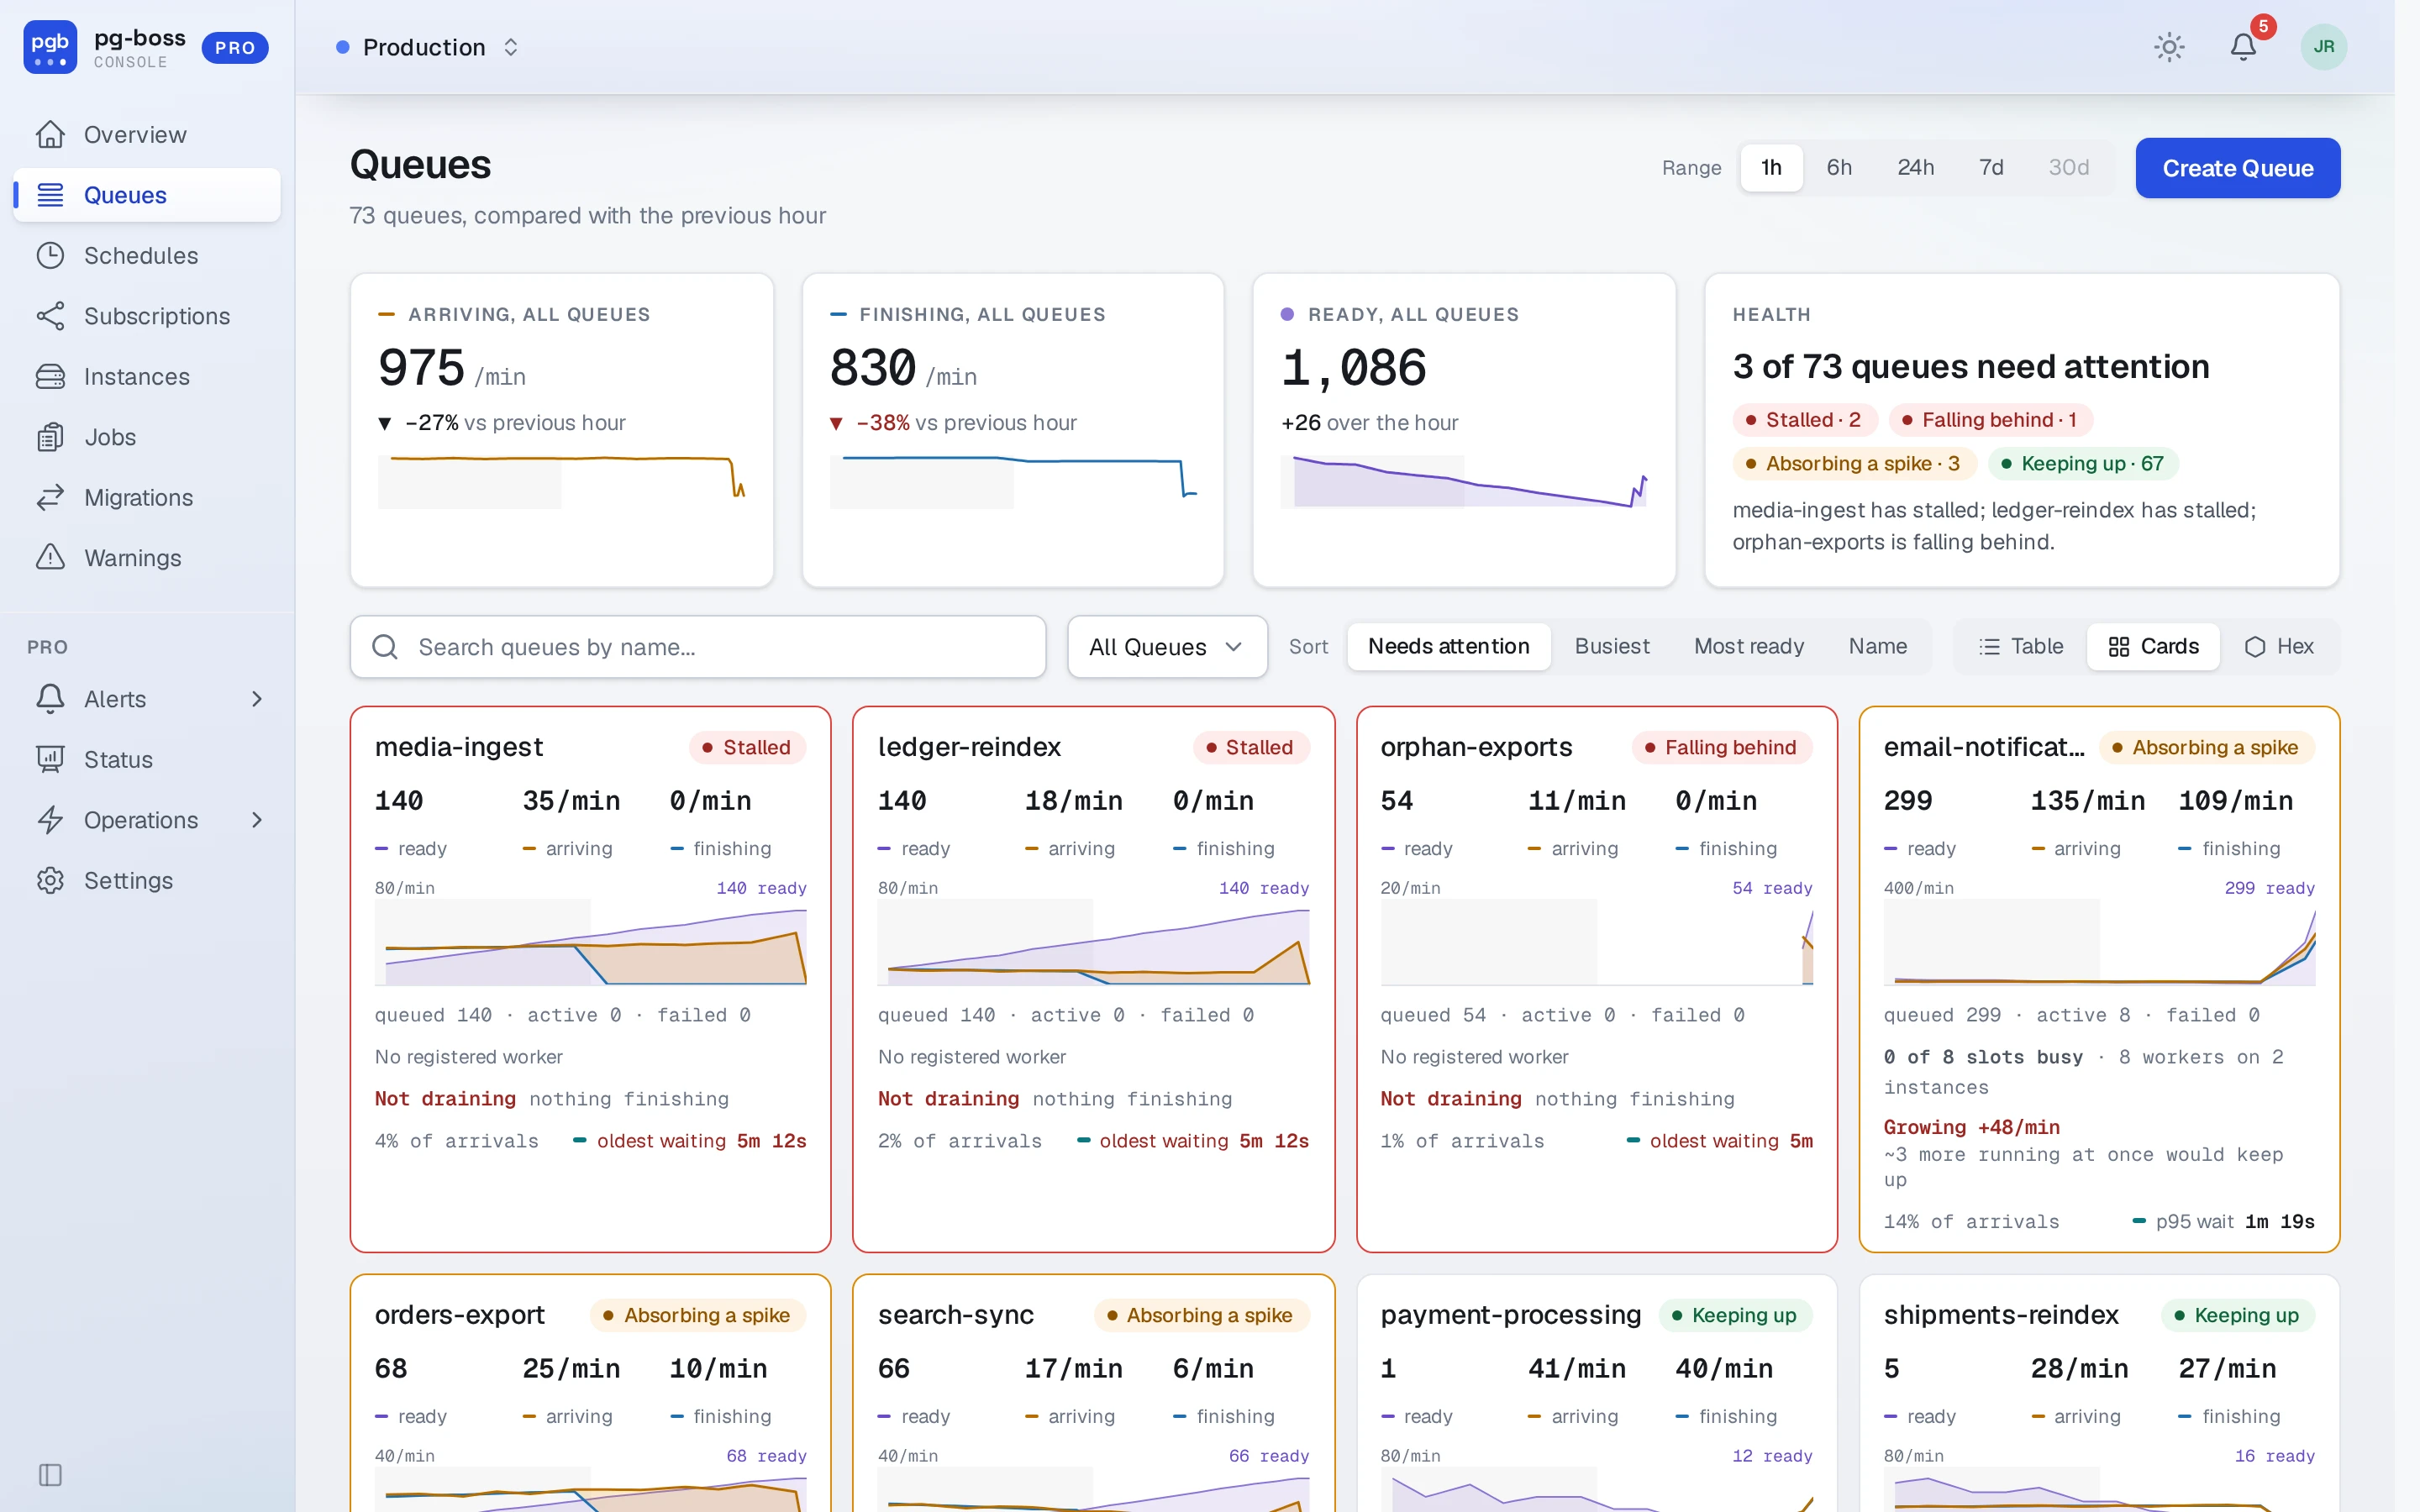 pgb
pg-boss
CONSOLE
PRO
Production
5
JR
Overview
Queues
Schedules
Subscriptions
Instances
Jobs
Migrations
Warnings
PRO
Alerts
Status
Operations
Settings
Queues
73 queues, compared with the previous hour
Range 1h 6h 24h 7d 30d
Create Queue
ARRIVING, ALL QUEUES
975 /min
▼ −27% vs previous hour
FINISHING, ALL QUEUES
830 /min
▼ −38% vs previous hour
READY, ALL QUEUES
1,086
+26 over the hour
HEALTH
3 of 73 queues need attention
Stalled · 2 Falling behind · 1
Absorbing a spike · 3 Keeping up · 67
media-ingest has stalled; ledger-reindex has stalled;
orphan-exports is falling behind.
Search queues by name...
All Queues
Sort Needs attention Busiest Most ready Name
Table Cards Hex
media-ingest Stalled
140 35/min 0/min
ready arriving finishing
80/min 140 ready
queued 140 · active 0 · failed 0
No registered worker
Not draining nothing finishing
4% of arrivals oldest waiting 5m 12s
ledger-reindex Stalled
140 18/min 0/min
ready arriving finishing
80/min 140 ready
queued 140 · active 0 · failed 0
No registered worker
Not draining nothing finishing
2% of arrivals oldest waiting 5m 12s
orphan-exports Falling behind
54 11/min 0/min
ready arriving finishing
20/min 54 ready
queued 54 · active 0 · failed 0
No registered worker
Not draining nothing finishing
1% of arrivals oldest waiting 5m
email-notificat... Absorbing a spike
299 135/min 109/min
ready arriving finishing
400/min 299 ready
queued 299 · active 8 · failed 0
0 of 8 slots busy · 8 workers on 2
instances
Growing +48/min
~3 more running at once would keep
up
14% of arrivals p95 wait 1m 19s
orders-export Absorbing a spike
68 25/min 10/min
ready arriving finishing
40/min 68 ready
search-sync Absorbing a spike
66 17/min 6/min
ready arriving finishing
40/min 66 ready
payment-processing Keeping up
1 41/min 40/min
ready arriving finishing
80/min 12 ready
shipments-reindex Keeping up
5 28/min 27/min
ready arriving finishing
80/min 16 ready